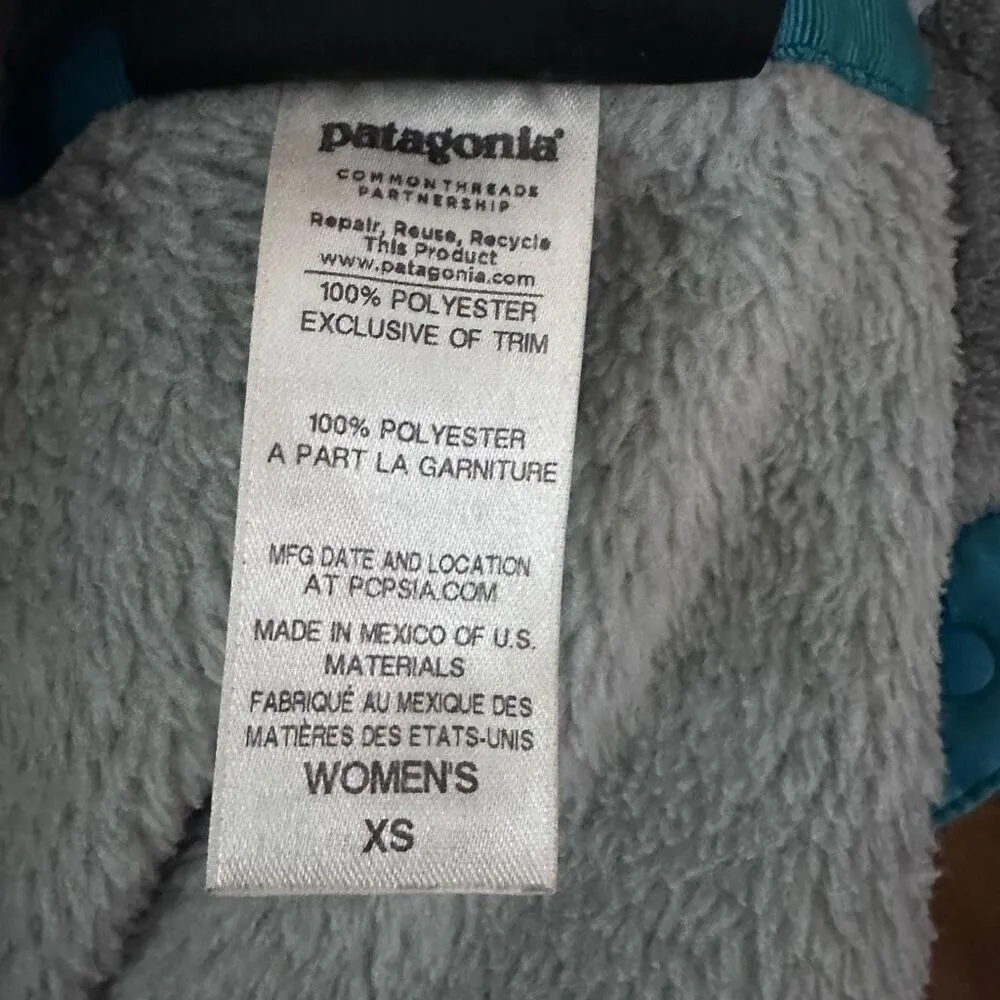 patagonia®
COMMON THREADS
PARTNERSHIP
Repair, Reuse, Recycle
This Product
www.patagonia.com
100% POLYESTER
EXCLUSIVE OF TRIM
100% POLYESTER
A PART LA GARNITURE
MFG DATE AND LOCATION
AT PCPSIA.COM
MADE IN MEXICO OF U.S.
MATERIALS
FABRIQUÉ AU MEXIQUE DES
MATIÈRES DES ETATS-UNIS
WOMEN'S
XS